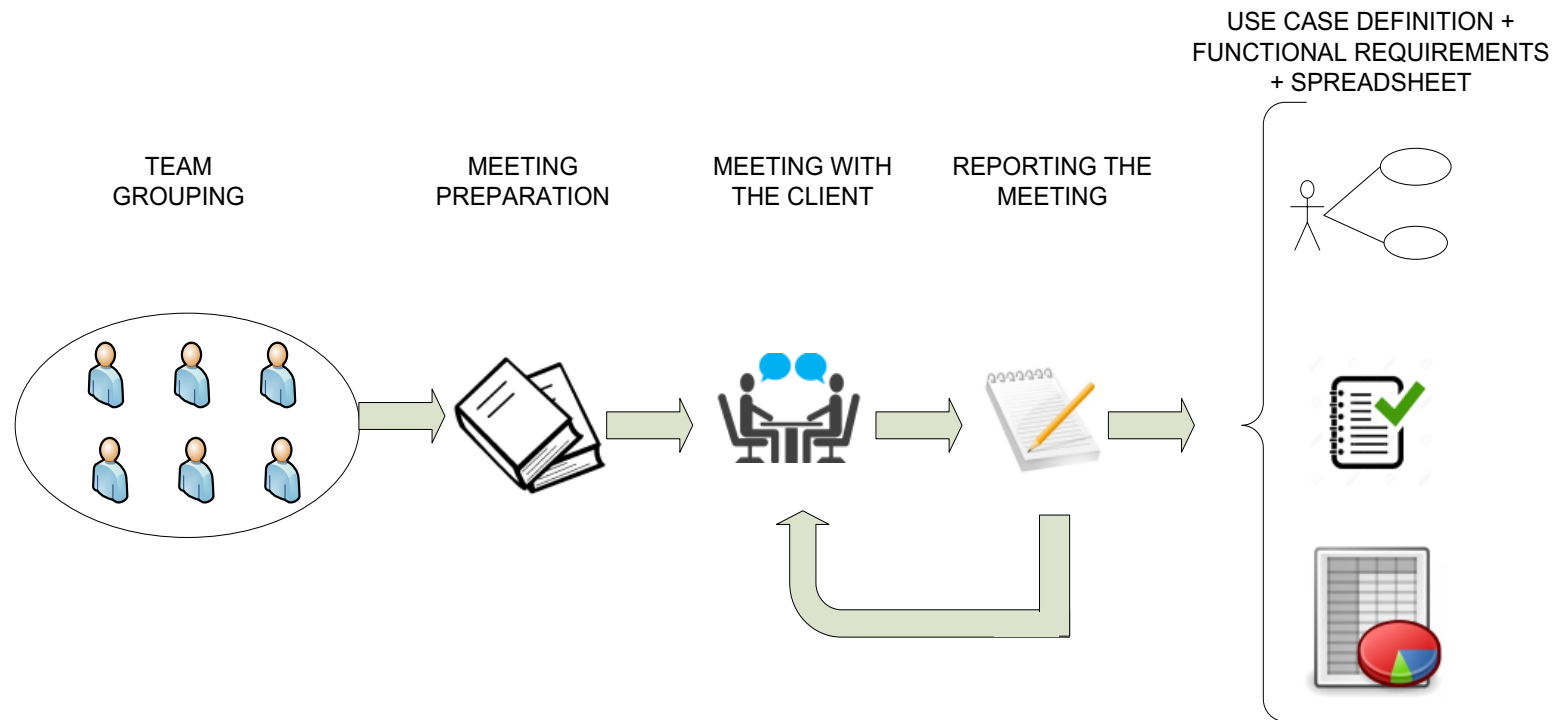 USE CASE DEFINITION +
FUNCTIONAL REQUIREMENTS
+ SPREADSHEET
TEAM
GROUPING
MEETING
PREPARATION
MEETING WITH
THE CLIENT
REPORTING THE
MEETING